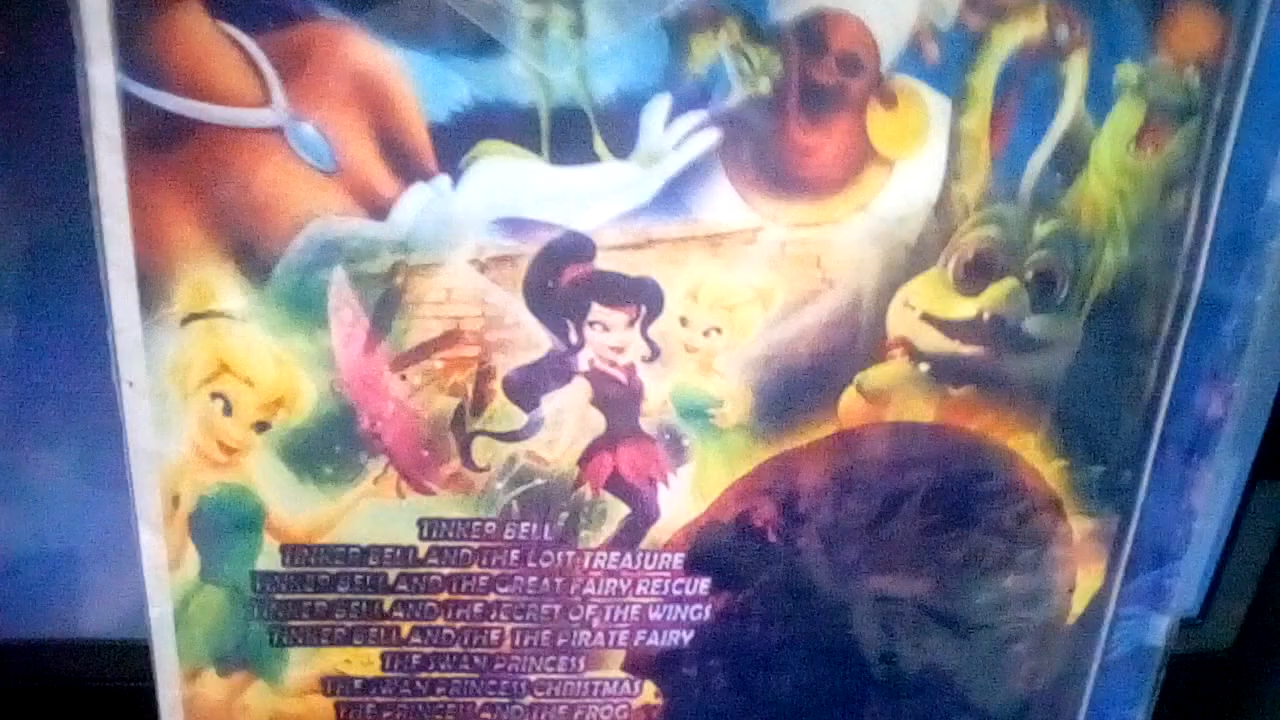 TINKER BELL
TINKER BELL AND THE LOST TREASURE
TINKER BELL AND THE GREAT FAIRY RESCUE
TINKER BELL AND THE SECRET OF THE WINGS
TINKER BELL AND THE THE PIRATE FAIRY
THE SWAN PRINCESS
THE SWAN PRINCESS CHRISTMAS
THE PRINCESS AND THE FROG